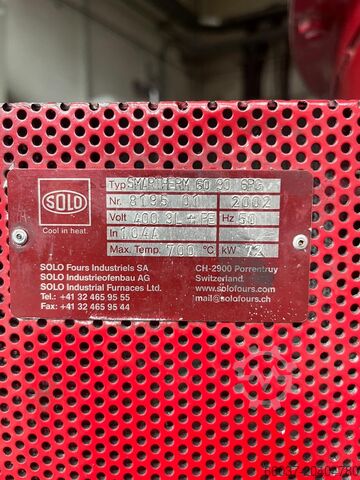 SOLO
Cool in heat.
Typ SMARTHERM 60 90 6PG
Nr. 8195 01 2002
Volt 400 3L + PE Hz 50
In 104A
Max. Temp. 700 °C kW 72
SOLO Fours Industriels SA
SOLO Industrieofenbau AG
SOLO Industrial Furnaces Ltd.
Tel.: +41 32 465 95 55
Fax: +41 32 465 95 44
CH-2900 Porrentruy
Switzerland
www.solofours.com
mail@solofours.ch